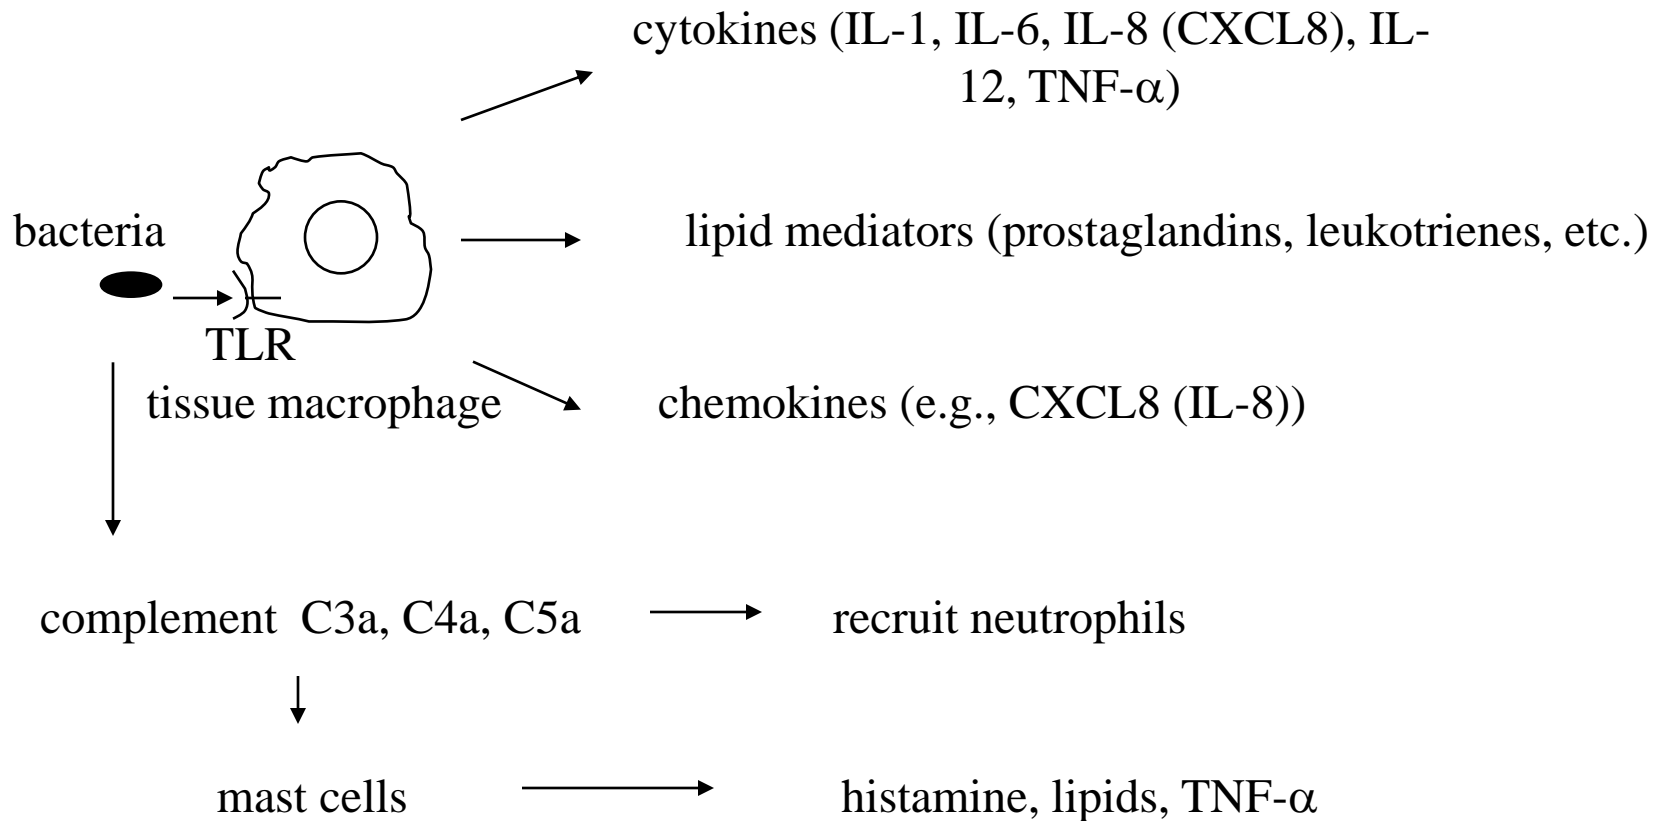 cytokines (IL-1, IL-6, IL-8 (CXCL8), IL-
12, TNF-α)
bacteria
lipid mediators (prostaglandins, leukotrienes, etc.)
TLR
tissue macrophage
chemokines (e.g., CXCL8 (IL-8))
complement C3a, C4a, C5a
recruit neutrophils
mast cells
histamine, lipids, TNF-α